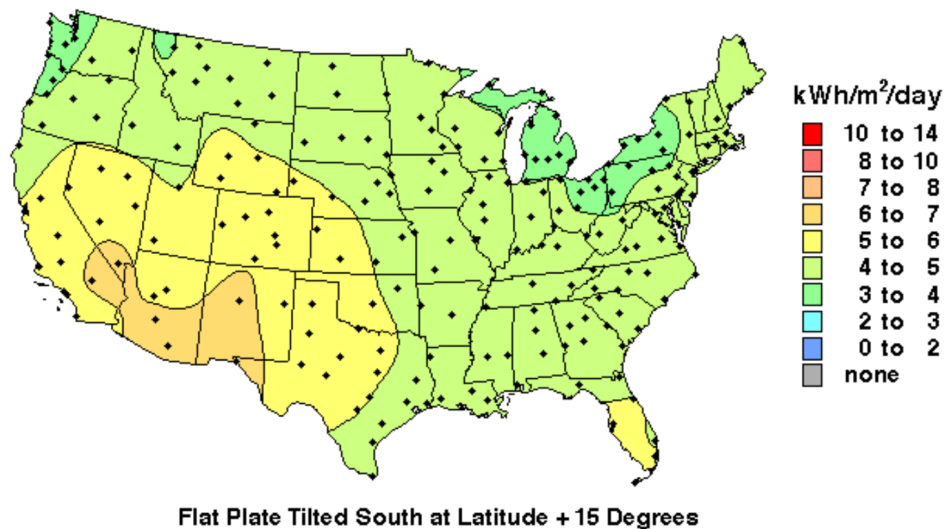 kWh/m²/day
10 to 14
8 to 10
7 to 8
6 to 7
5 to 6
4 to 5
3 to 4
2 to 3
0 to 2
none
Flat Plate Tilted South at Latitude + 15 Degrees